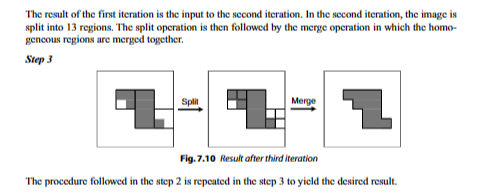 The result of the first iteration is the input to the second iteration. In the second iteration, the image is
split into 13 regions. The split operation is then followed by the merge operation in which the homo-
geneous regions are merged together.
Step 3
Split
Merge
Fig. 7.10 Result after third iteration
The procedure followed in the step 2 is repeated in the step 3 to yield the desired result.